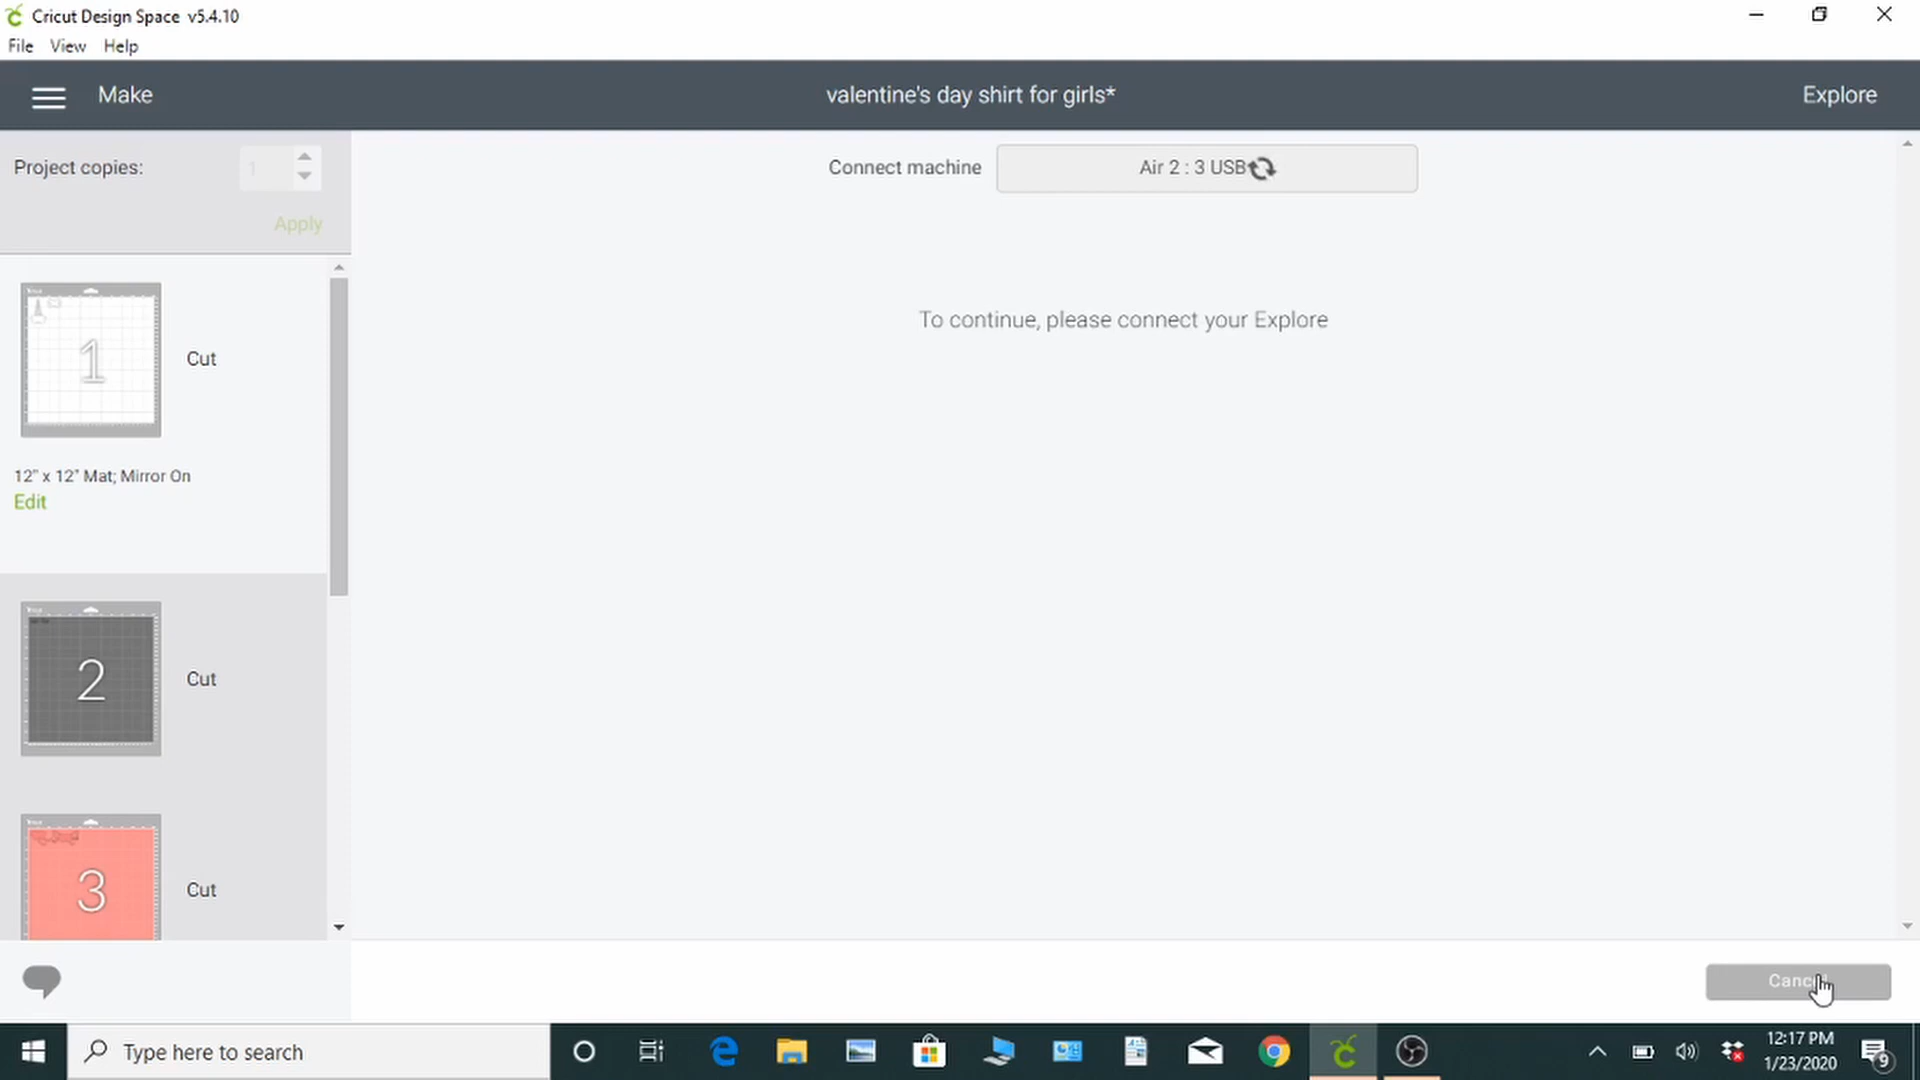 Cricut Design Space v5.4.10
File View Help
Make
valentine's day shirt for girls*
Explore
Project copies:
1
Apply
Connect machine
Air 2 : 3 USB
To continue, please connect your Explore
1
Cut
12" x 12" Mat; Mirror On
Edit
2
Cut
3
Cut
Type here to search
12:17 PM
1/23/2020
9